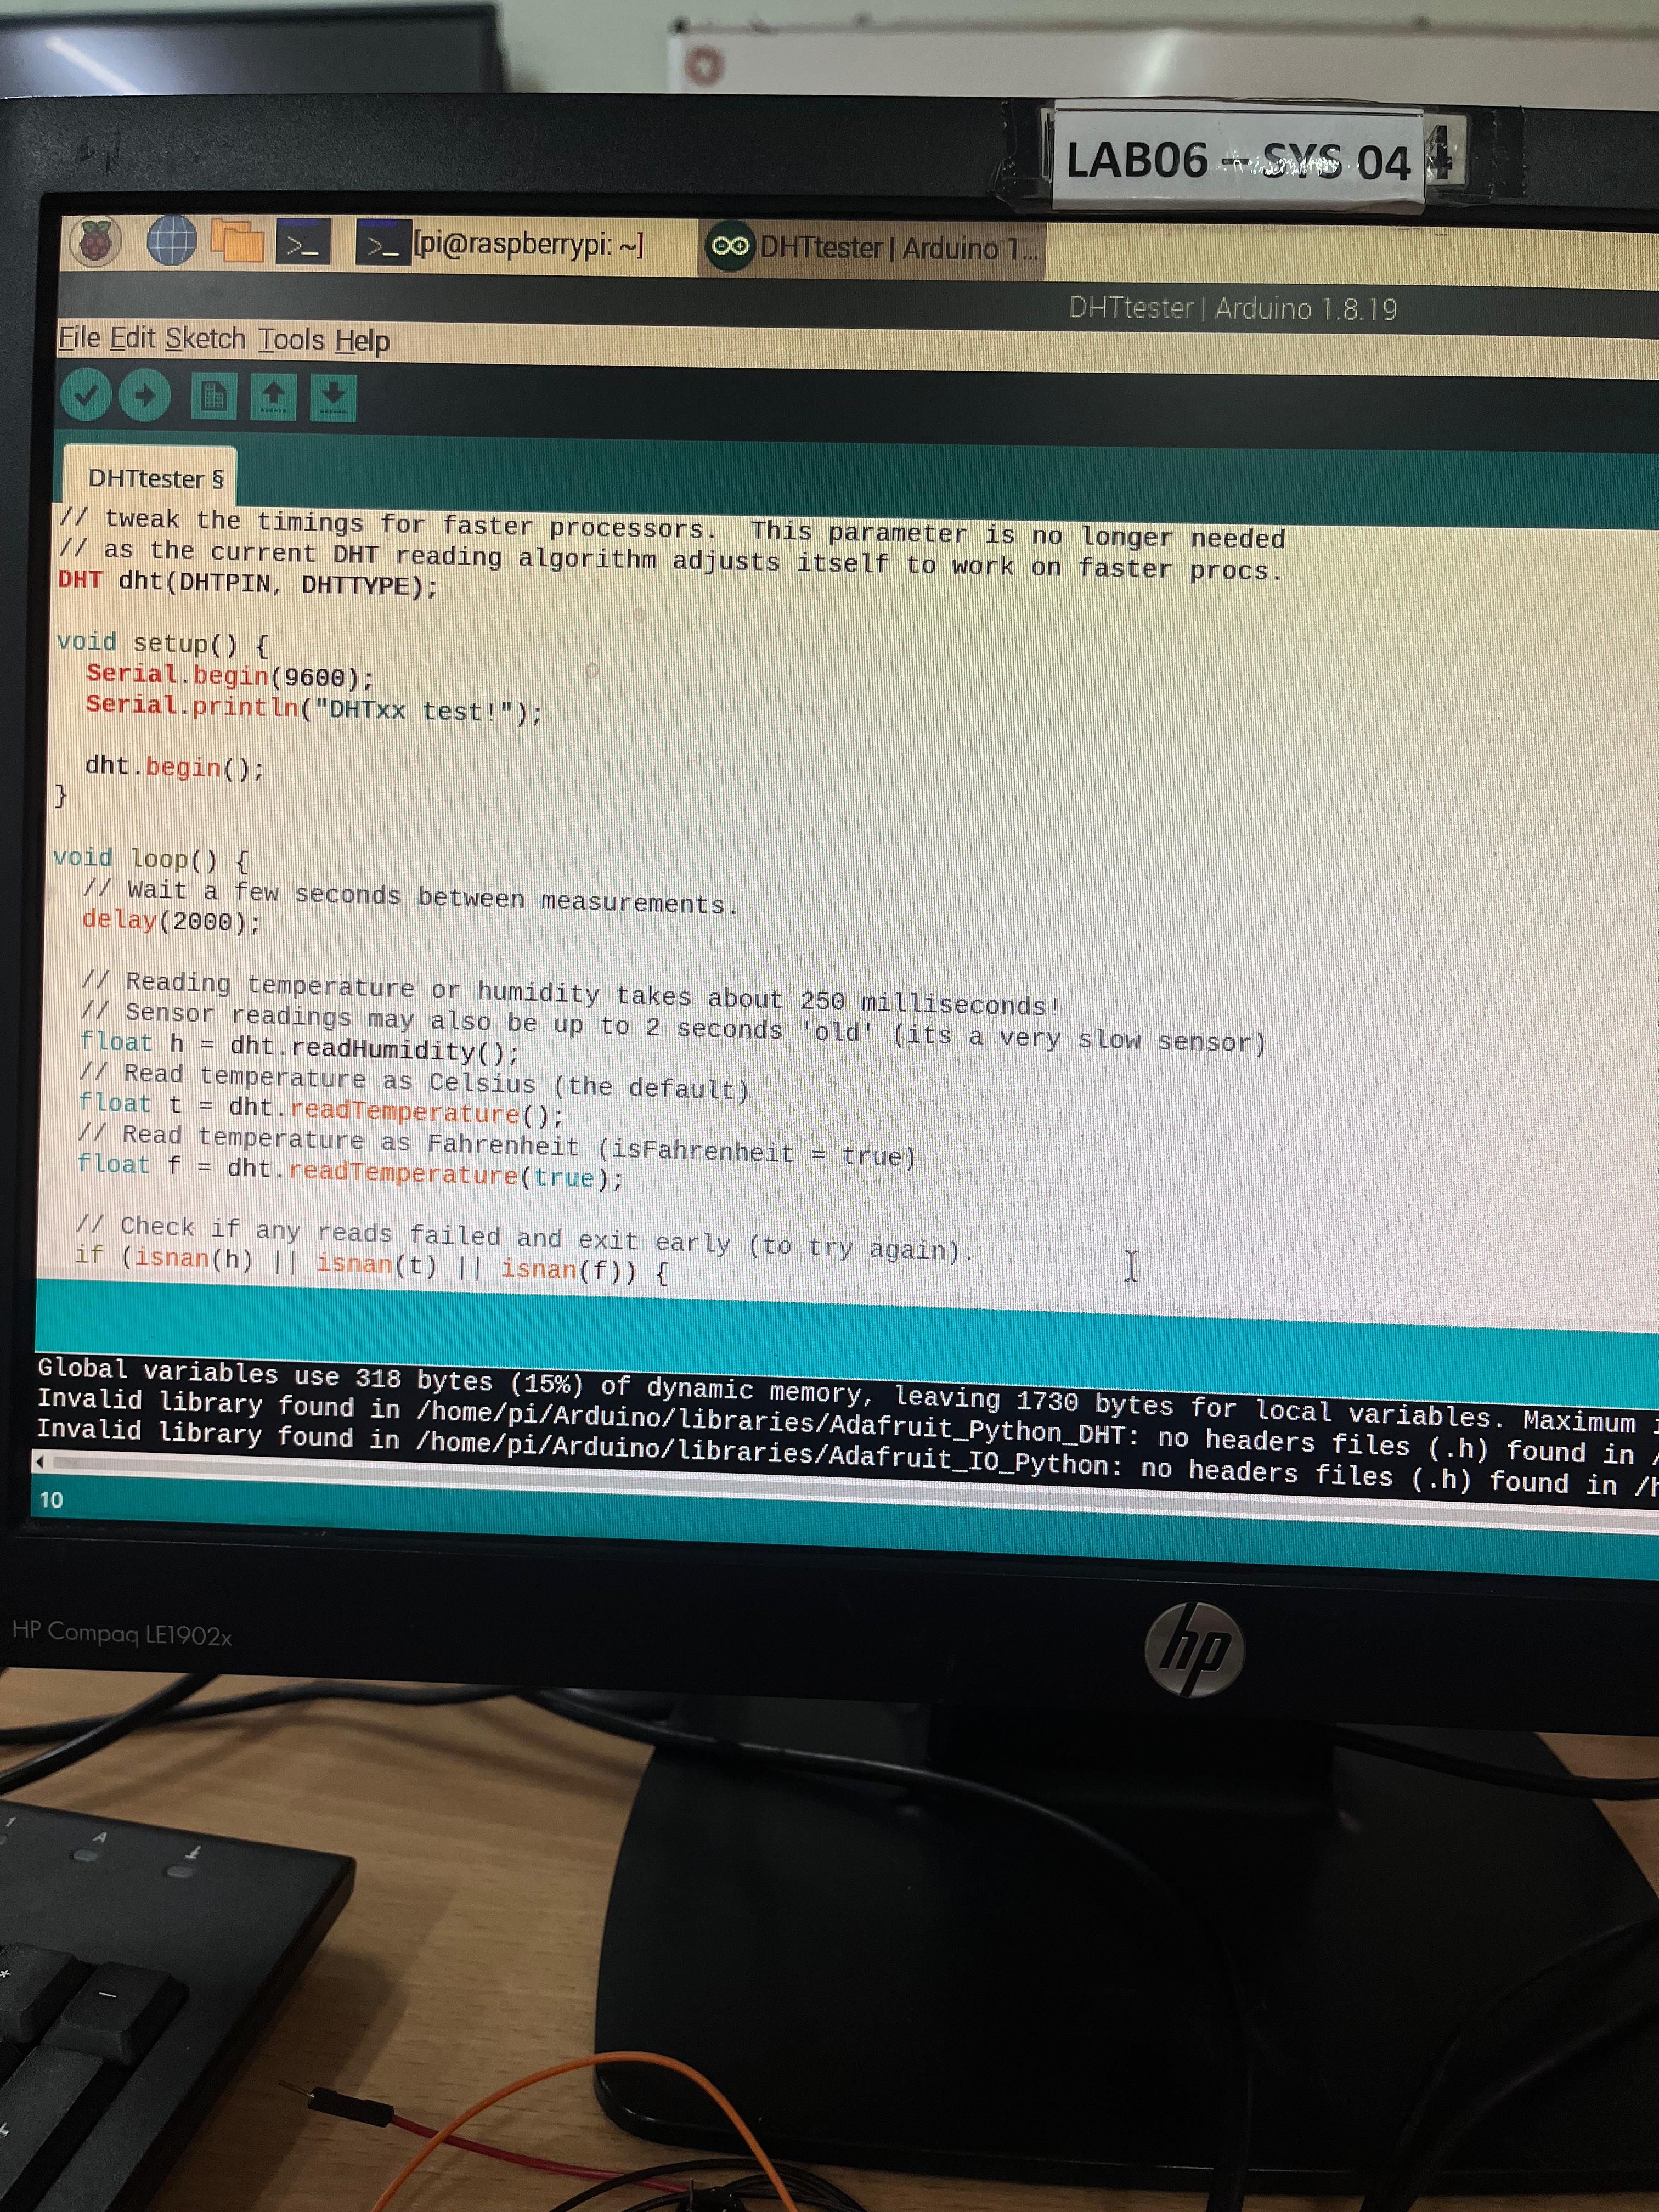 LAB06 - SYS 04
[pi@raspberrypi: ~]
DHTtester | Arduino 1...
DHTtester | Arduino 1.8.19
File Edit Sketch Tools Help
DHTtester §
// tweak the timings for faster processors.  This parameter is no longer needed
// as the current DHT reading algorithm adjusts itself to work on faster procs.
DHT dht(DHTPIN, DHTTYPE);
void setup() {
  Serial.begin(9600);
  Serial.println("DHTxx test!");
  dht.begin();
}
void loop() {
  // Wait a few seconds between measurements.
  delay(2000);
  // Reading temperature or humidity takes about 250 milliseconds!
  // Sensor readings may also be up to 2 seconds 'old' (its a very slow sensor)
  float h = dht.readHumidity();
  // Read temperature as Celsius (the default)
  float t = dht.readTemperature();
  // Read temperature as Fahrenheit (isFahrenheit = true)
  float f = dht.readTemperature(true);
  // Check if any reads failed and exit early (to try again).
  if (isnan(h) || isnan(t) || isnan(f)) {
Global variables use 318 bytes (15%) of dynamic memory, leaving 1730 bytes for local variables. Maximum
Invalid library found in /home/pi/Arduino/libraries/Adafruit_Python_DHT: no headers files (.h) found in /
Invalid library found in /home/pi/Arduino/libraries/Adafruit_IO_Python: no headers files (.h) found in /h
10
HP Compaq LE1902x
hp
1
A
*